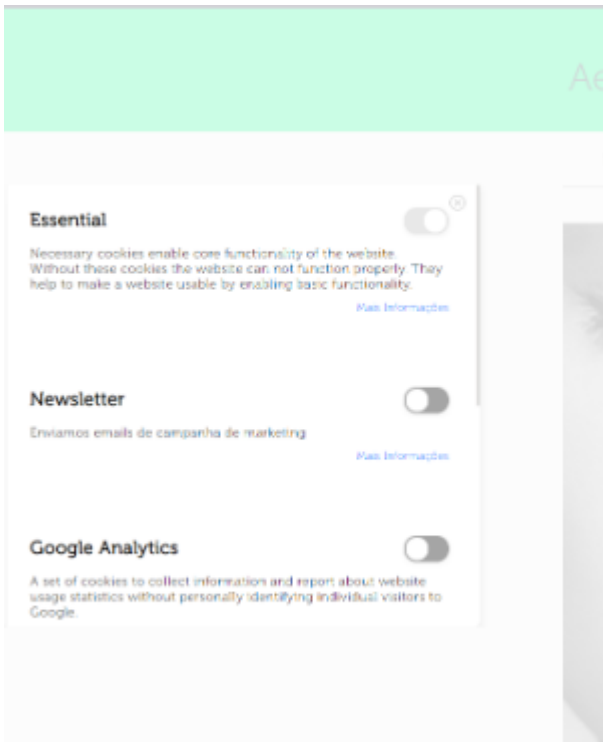 Ae
Essential
Necessary cookies enable core functionality of the website.
Without these cookies the website can not function properly. They
help to make a website usable by enabling basic functionality.
Mais Informações
Newsletter
Enviamos emails de campanha de marketing
Mais Informações
Google Analytics
A set of cookies to collect information and report about website
usage statistics without personally identifying individual visitors to
Google.